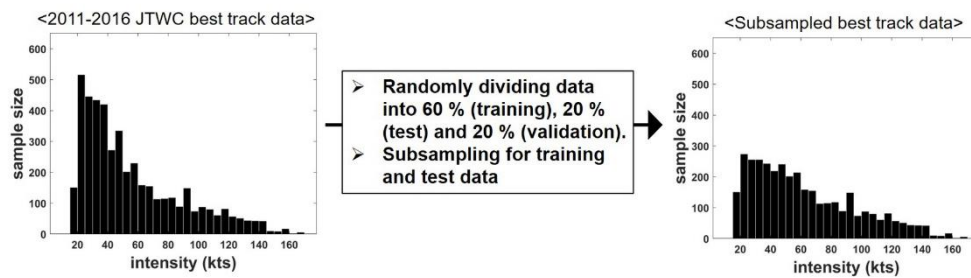 <2011-2016 JTWC best track data>
600
500
400
300
200
100
0
sample size
20 40 60 80 100 120 140 160
intensity (kts)
➢ Randomly dividing data
into 60 % (training), 20 %
(test) and 20 % (validation).
➢ Subsampling for training
and test data
<Subsampled best track data>
600
500
400
300
200
100
0
sample size
20 40 60 80 100 120 140 160
intensity (kts)